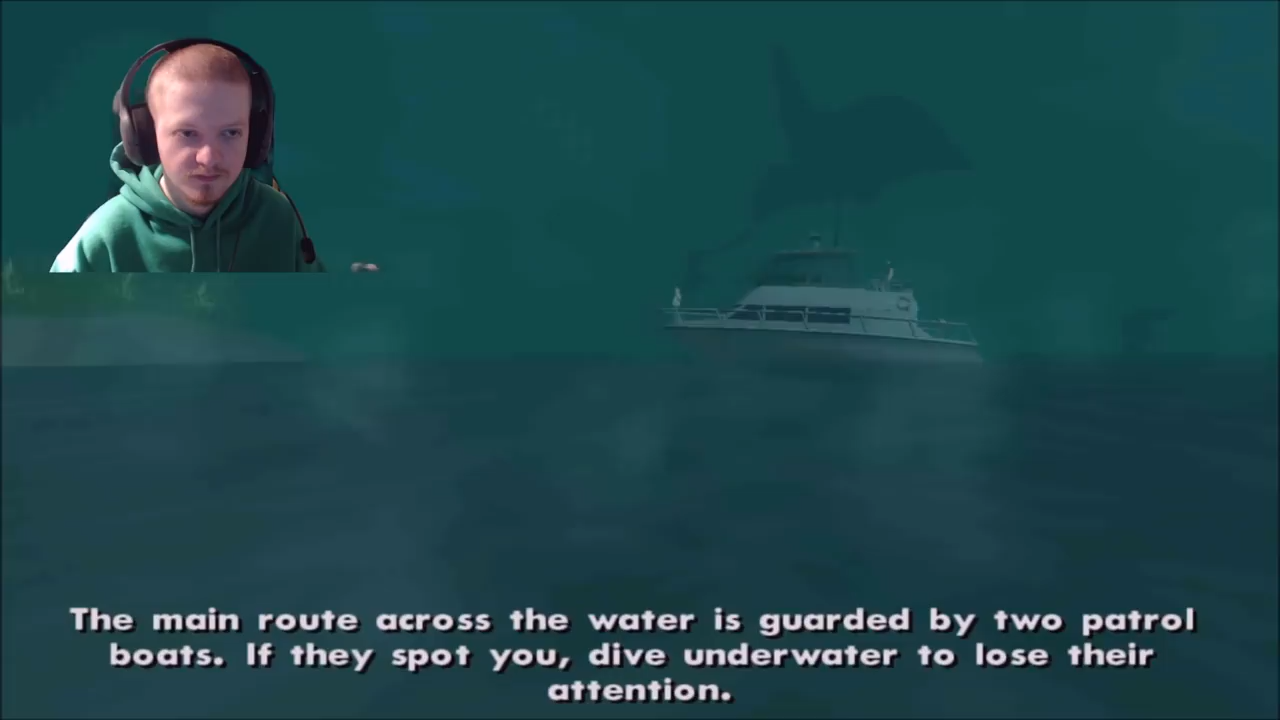 The main route across the water is guarded by two patrol
boats. If they spot you, dive underwater to lose their
attention.